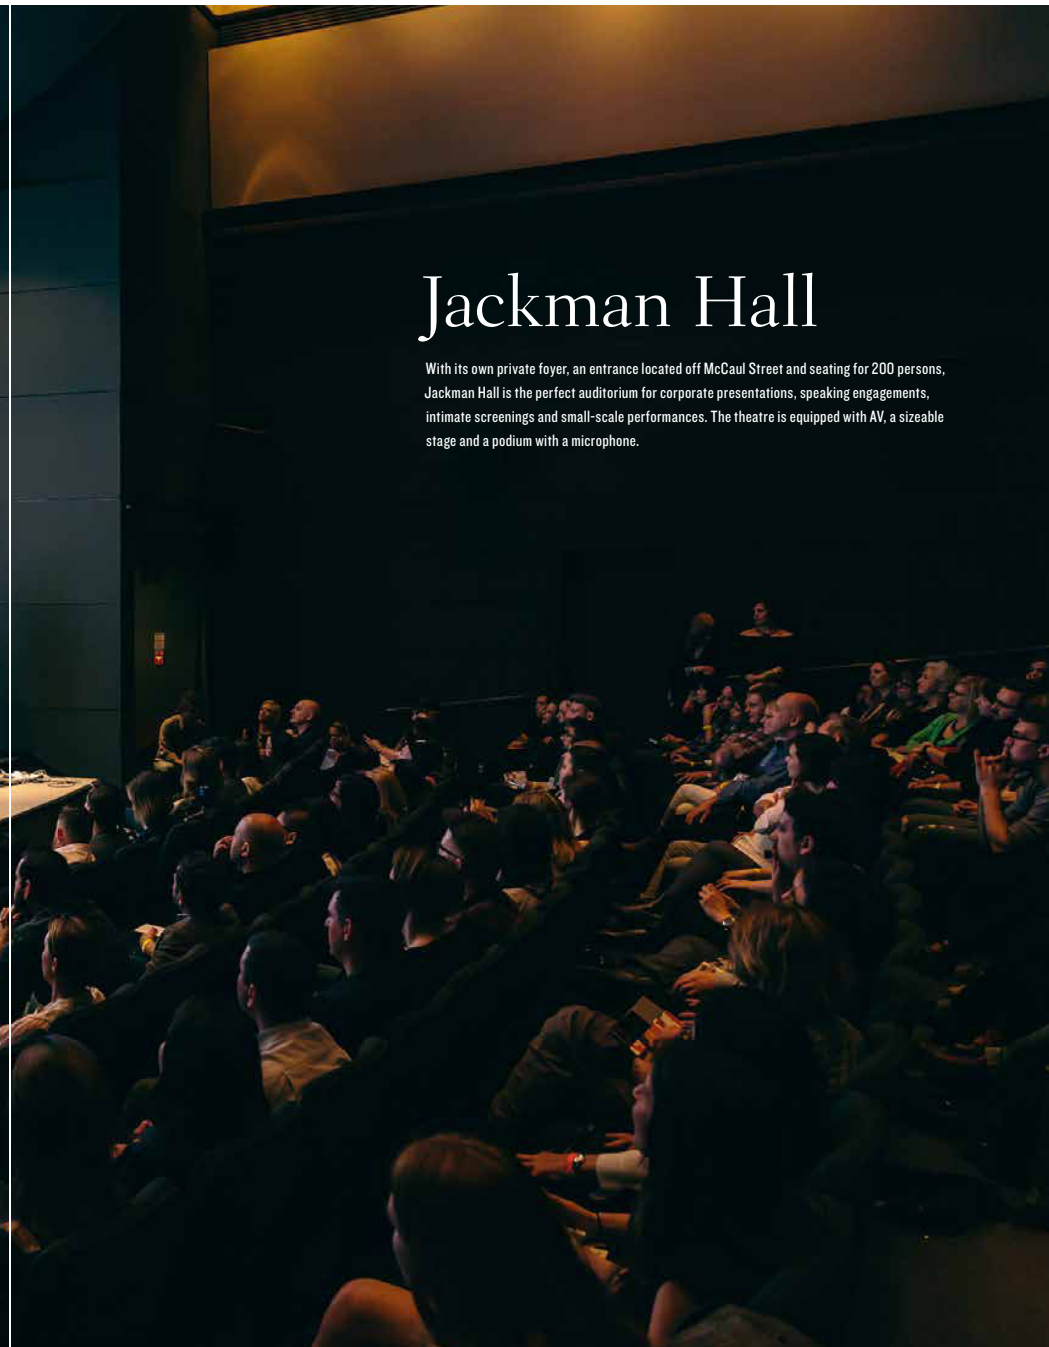 Jackman Hall
With its own private foyer, an entrance located off McCaul Street and seating for 200 persons,
Jackman Hall is the perfect auditorium for corporate presentations, speaking engagements,
intimate screenings and small-scale performances. The theatre is equipped with AV, a sizeable
stage and a podium with a microphone.